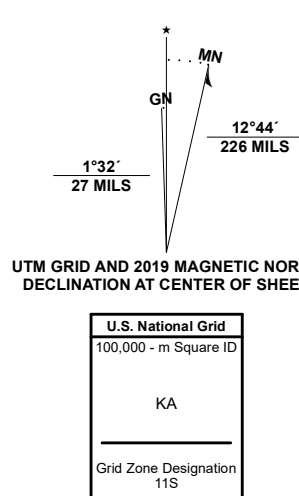 ★
MN
GN
12°44´
226 MILS
1°32´
27 MILS
UTM GRID AND 2019 MAGNETIC NOR
DECLINATION AT CENTER OF SHEE
U.S. National Grid
100,000 - m Square ID
KA
Grid Zone Designation
11S